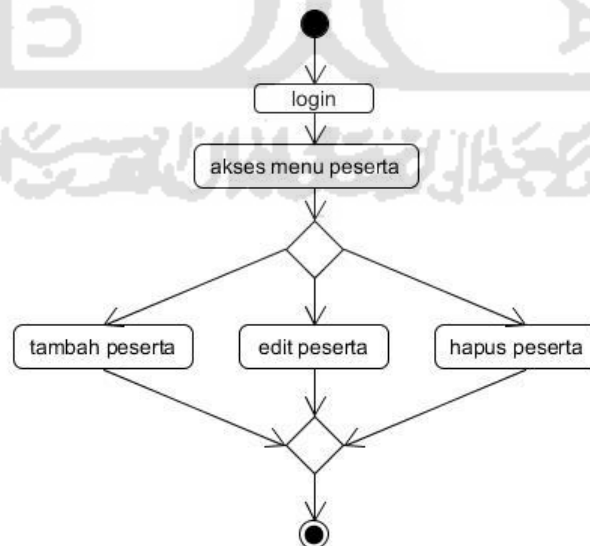 login
akses menu peserta
tambah peserta
edit peserta
hapus peserta